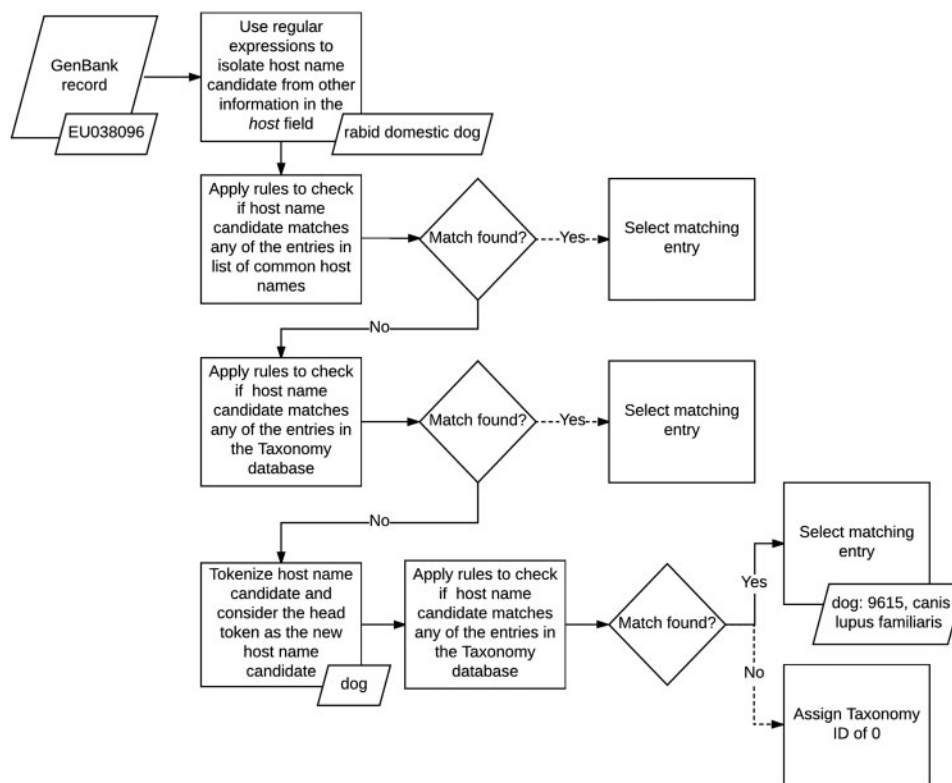 GenBank
record
EU038096
Use regular
expressions to
isolate host name
candidate from other
information in the
host field
rabid domestic dog
Apply rules to check
if host name
candidate matches
any of the entries in
list of common host
names
Match found?
Yes
Select matching
entry
No
Apply rules to check
if host name
candidate matches
any of the entries in
the Taxonomy
database
Match found?
Yes
Select matching
entry
No
Tokenize host name
candidate and
consider the head
token as the new
host name
candidate
dog
Apply rules to check
if host name
candidate matches
any of the entries in
the Taxonomy
database
Match found?
Yes
Select matching
entry
dog: 9615, canis
lupus familiaris
No
Assign Taxonomy
ID of 0